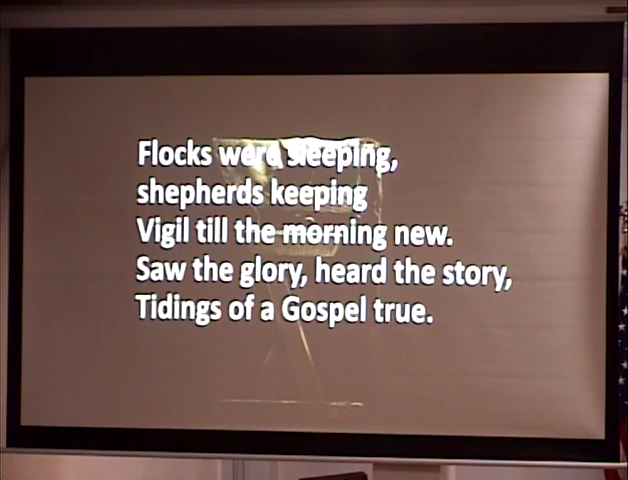 Flocks were sleeping,
shepherds keeping
Vigil till the morning new.
Saw the glory, heard the story,
Tidings of a Gospel true.